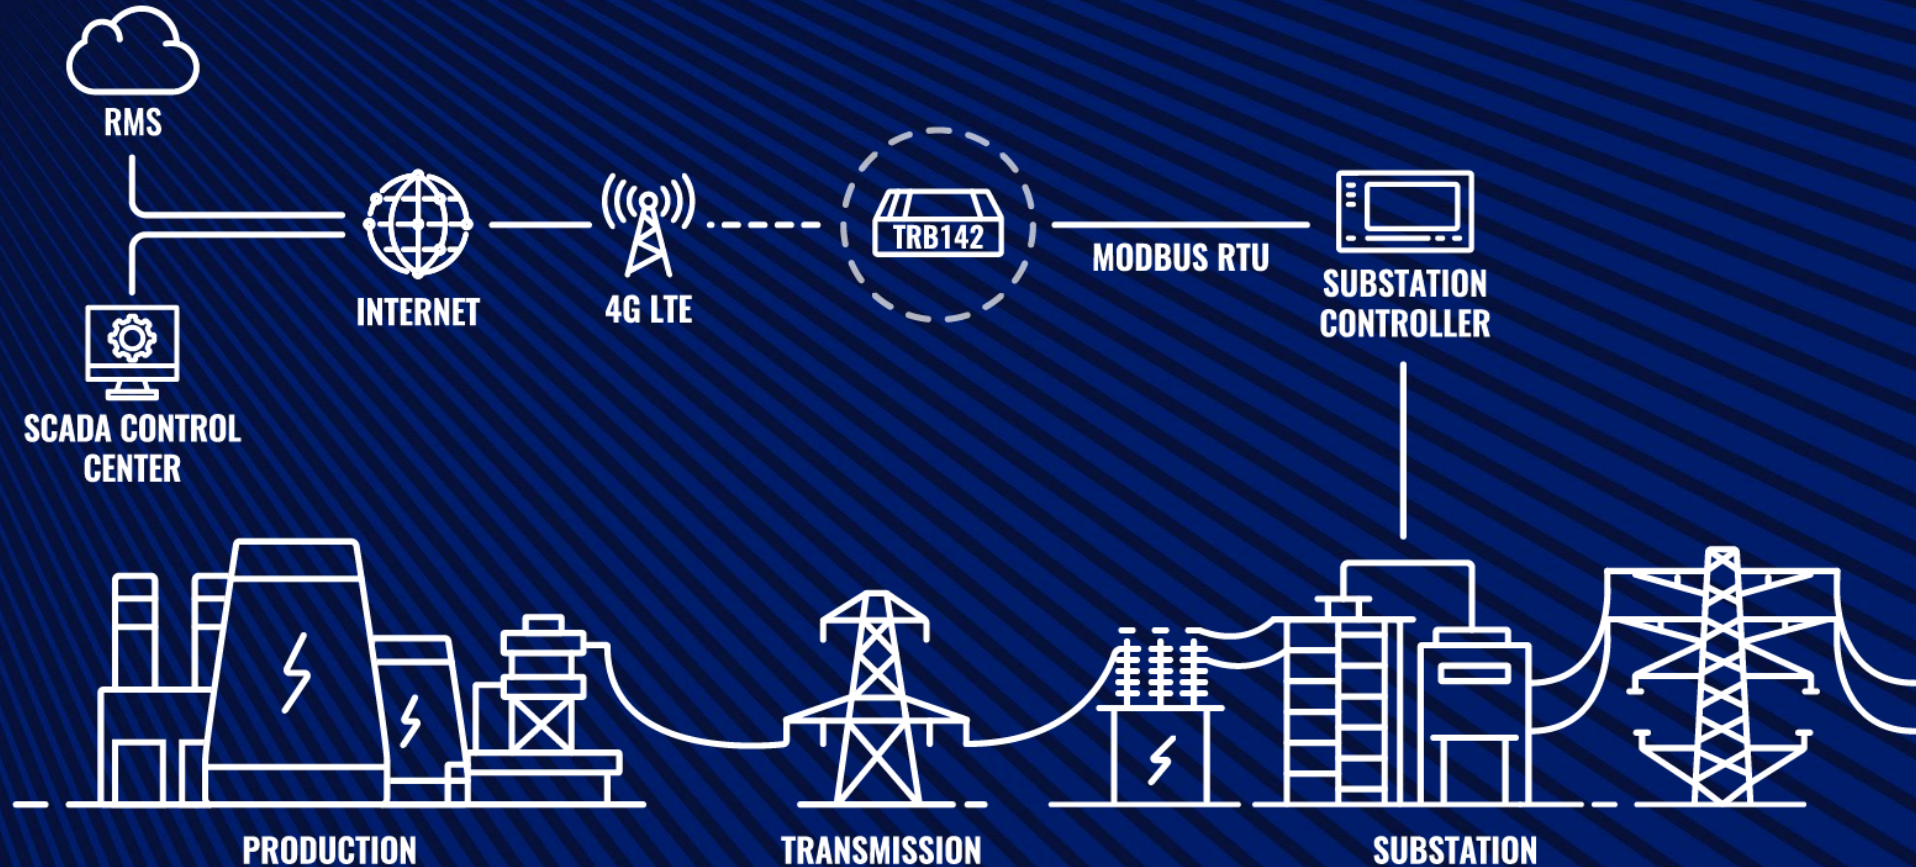 RMS
INTERNET
4G LTE
TRB142
MODBUS RTU
SUBSTATION
CONTROLLER
SCADA CONTROL
CENTER
PRODUCTION
TRANSMISSION
SUBSTATION